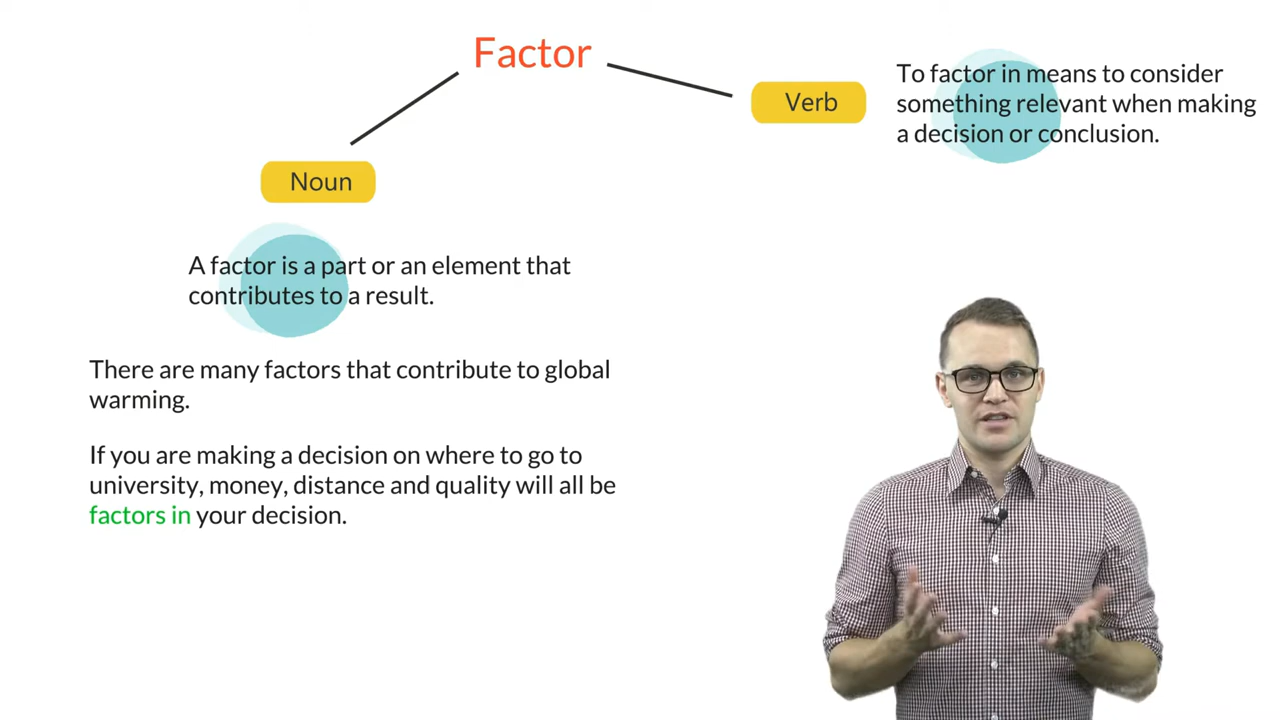 Factor
Noun
A factor is a part or an element that
contributes to a result.
There are many factors that contribute to global
warming.
If you are making a decision on where to go to
university, money, distance and quality will all be
factors in your decision.
Verb
To factor in means to consider
something relevant when making
a decision or conclusion.